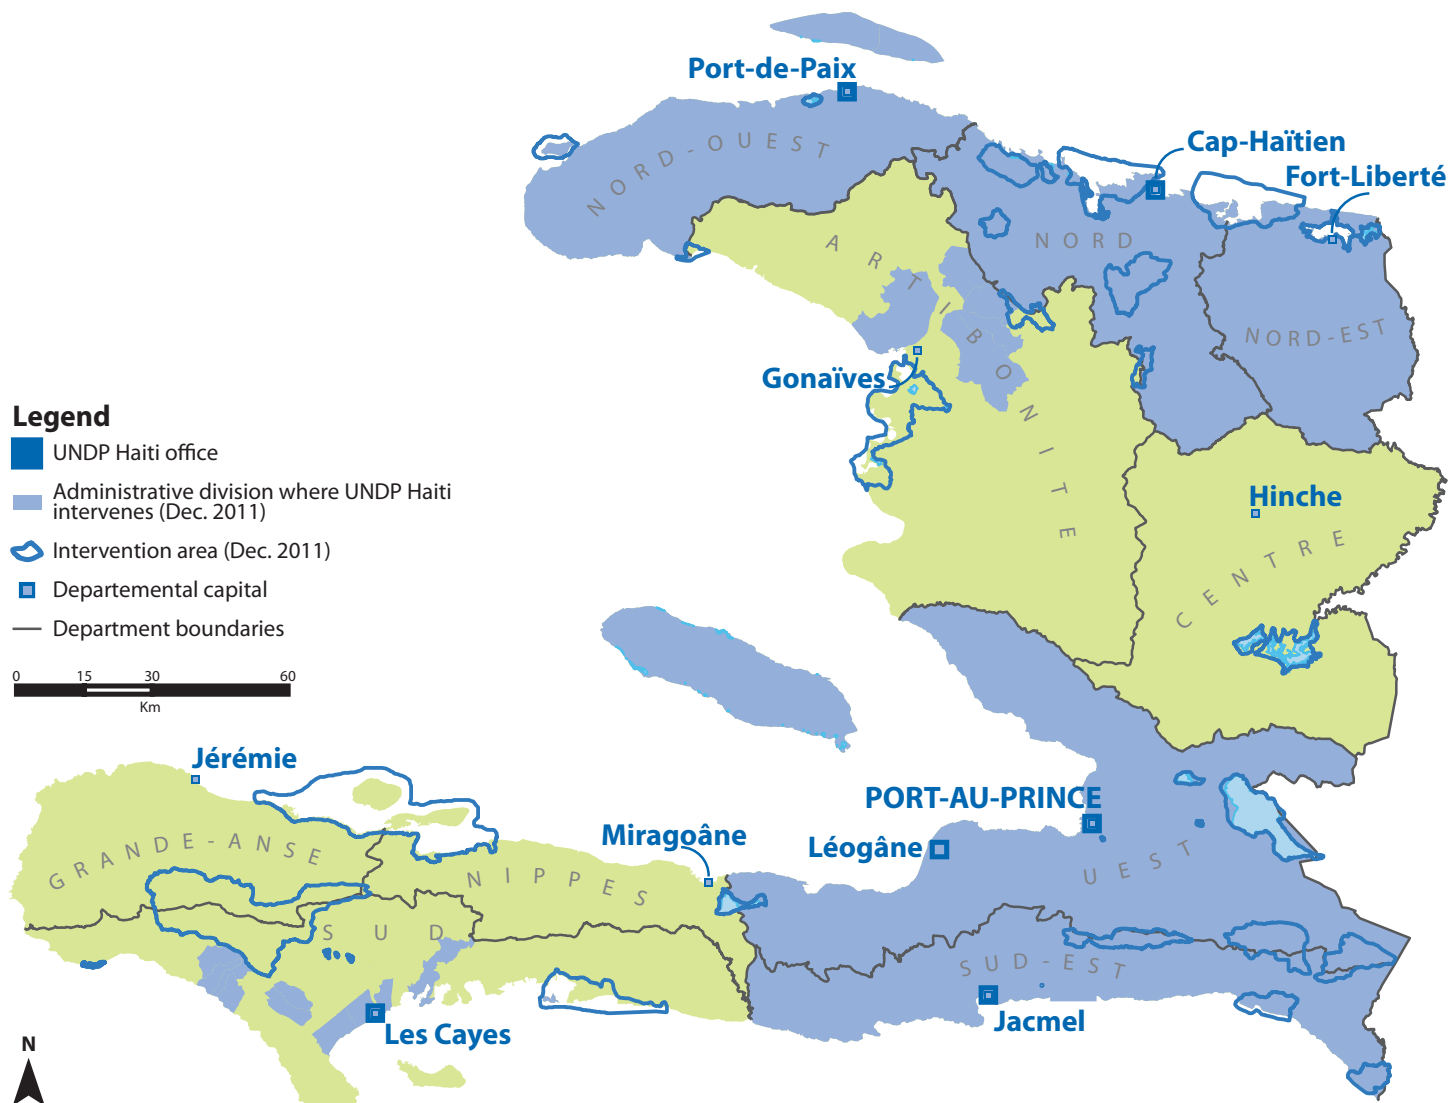 Port-de-Paix
Cap-Haïtien
Fort-Liberté
NORD-OUEST
NORD
ARTIBONITE
NORD-EST
Gonaïves
Legend
UNDP Haiti office
Administrative division where UNDP Haiti
intervenes (Dec. 2011)
Intervention area (Dec. 2011)
Departemental capital
Department boundaries
0 15 30 60
Km
Hinche
CENTRE
Jérémie
PORT-AU-PRINCE
Miragoâne
Léogâne
GRANDE-ANSE
NIPPES
UEST
SUD
SUD-EST
Jacmel
Les Cayes
N